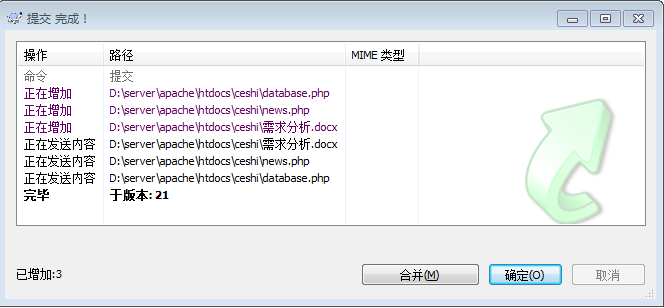 提交 完成！
操作 路径 MIME 类型
命令 提交
正在增加 D:\server\apache\htdocs\ceshi\database.php
正在增加 D:\server\apache\htdocs\ceshi\news.php
正在增加 D:\server\apache\htdocs\ceshi\需求分析.docx
正在发送内容 D:\server\apache\htdocs\ceshi\需求分析.docx
正在发送内容 D:\server\apache\htdocs\ceshi\news.php
正在发送内容 D:\server\apache\htdocs\ceshi\database.php
完毕 于版本: 21
已增加:3 合并(M) 确定(O) 取消